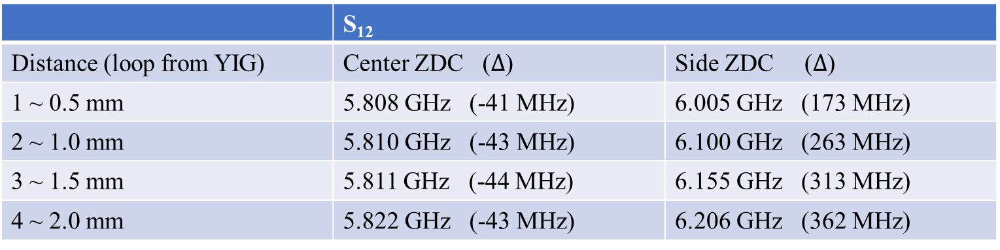 S₁₂
Distance (loop from YIG) Center ZDC (Δ) Side ZDC (Δ)
1 ~ 0.5 mm 5.808 GHz (-41 MHz) 6.005 GHz (173 MHz)
2 ~ 1.0 mm 5.810 GHz (-43 MHz) 6.100 GHz (263 MHz)
3 ~ 1.5 mm 5.811 GHz (-44 MHz) 6.155 GHz (313 MHz)
4 ~ 2.0 mm 5.822 GHz (-43 MHz) 6.206 GHz (362 MHz)